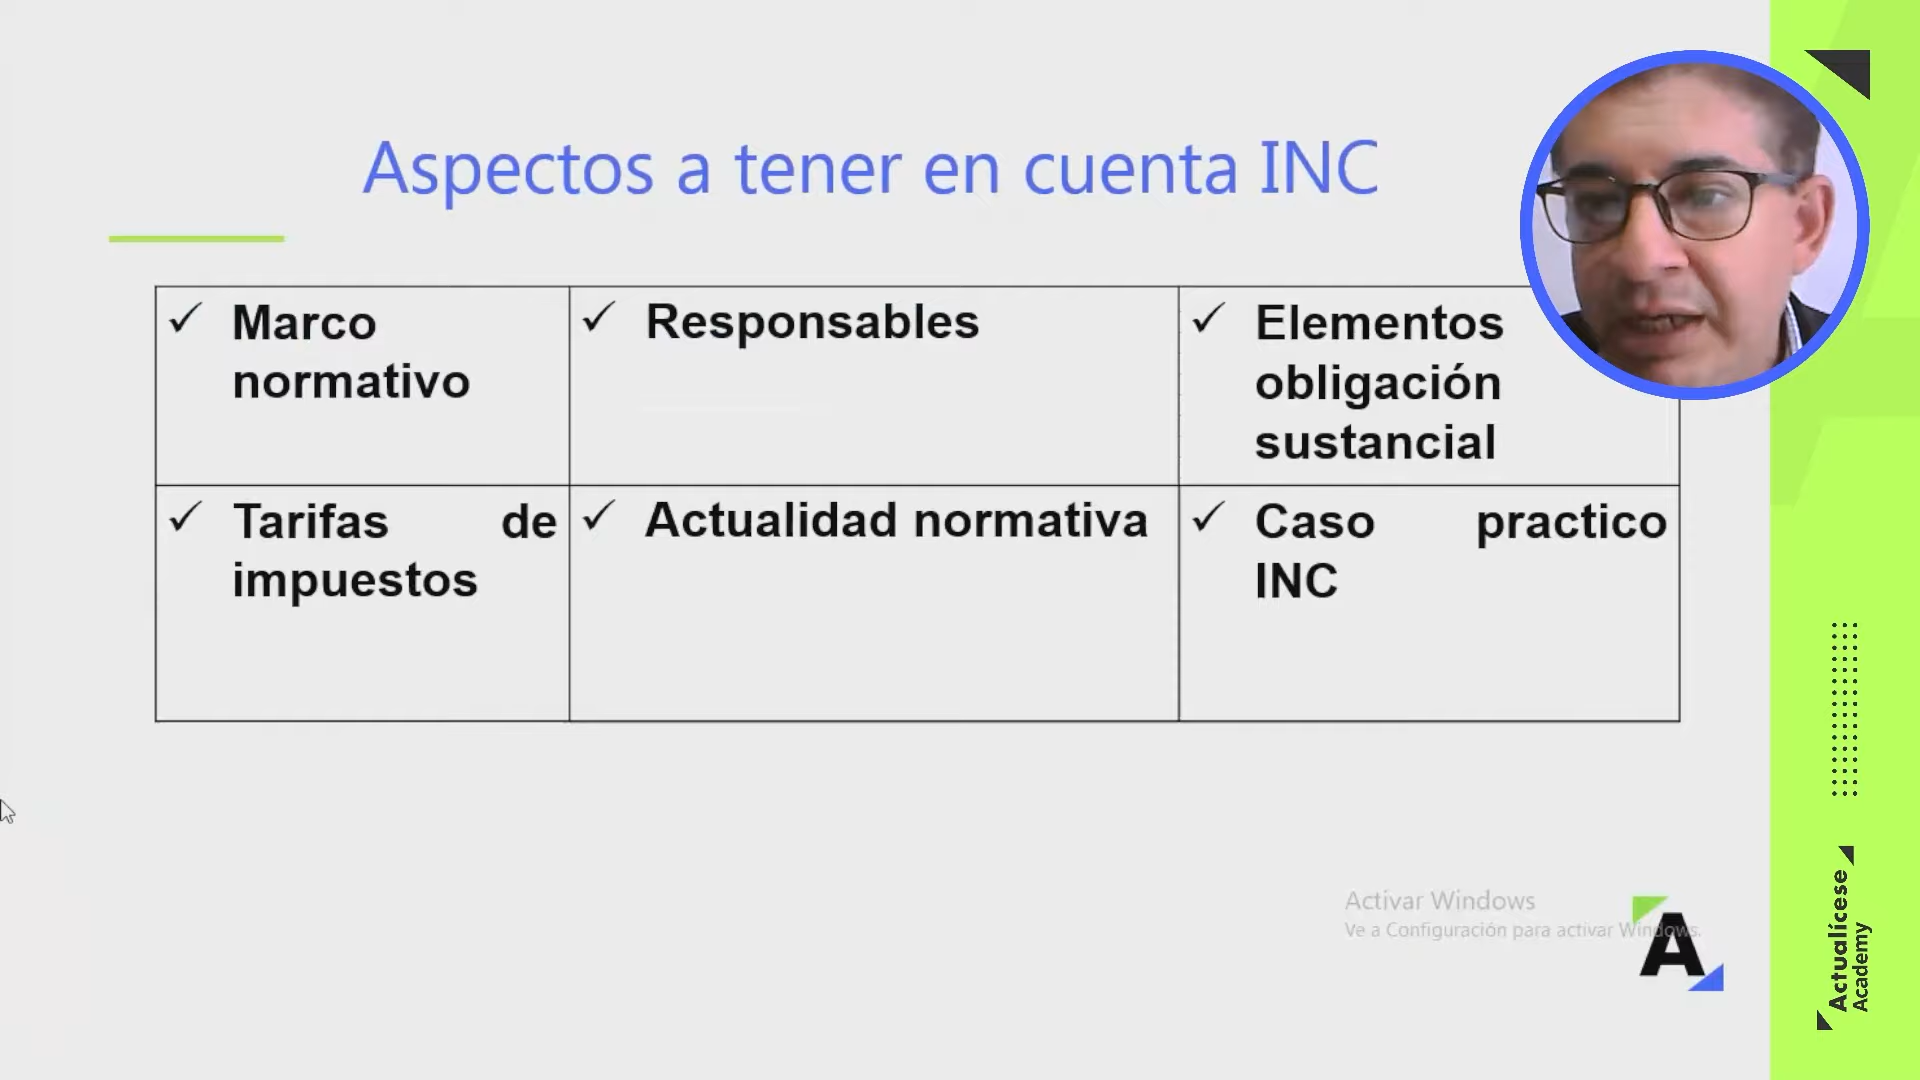 Aspectos a tener en cuenta INC
✓ Marco
normativo
✓ Responsables
✓ Elementos
obligación
sustancial
✓ Tarifas de
impuestos
✓ Actualidad normativa
✓ Caso practico
INC
Activar Windows
Ve a Configuración para activar Windows.
A
Actualícese
Academy